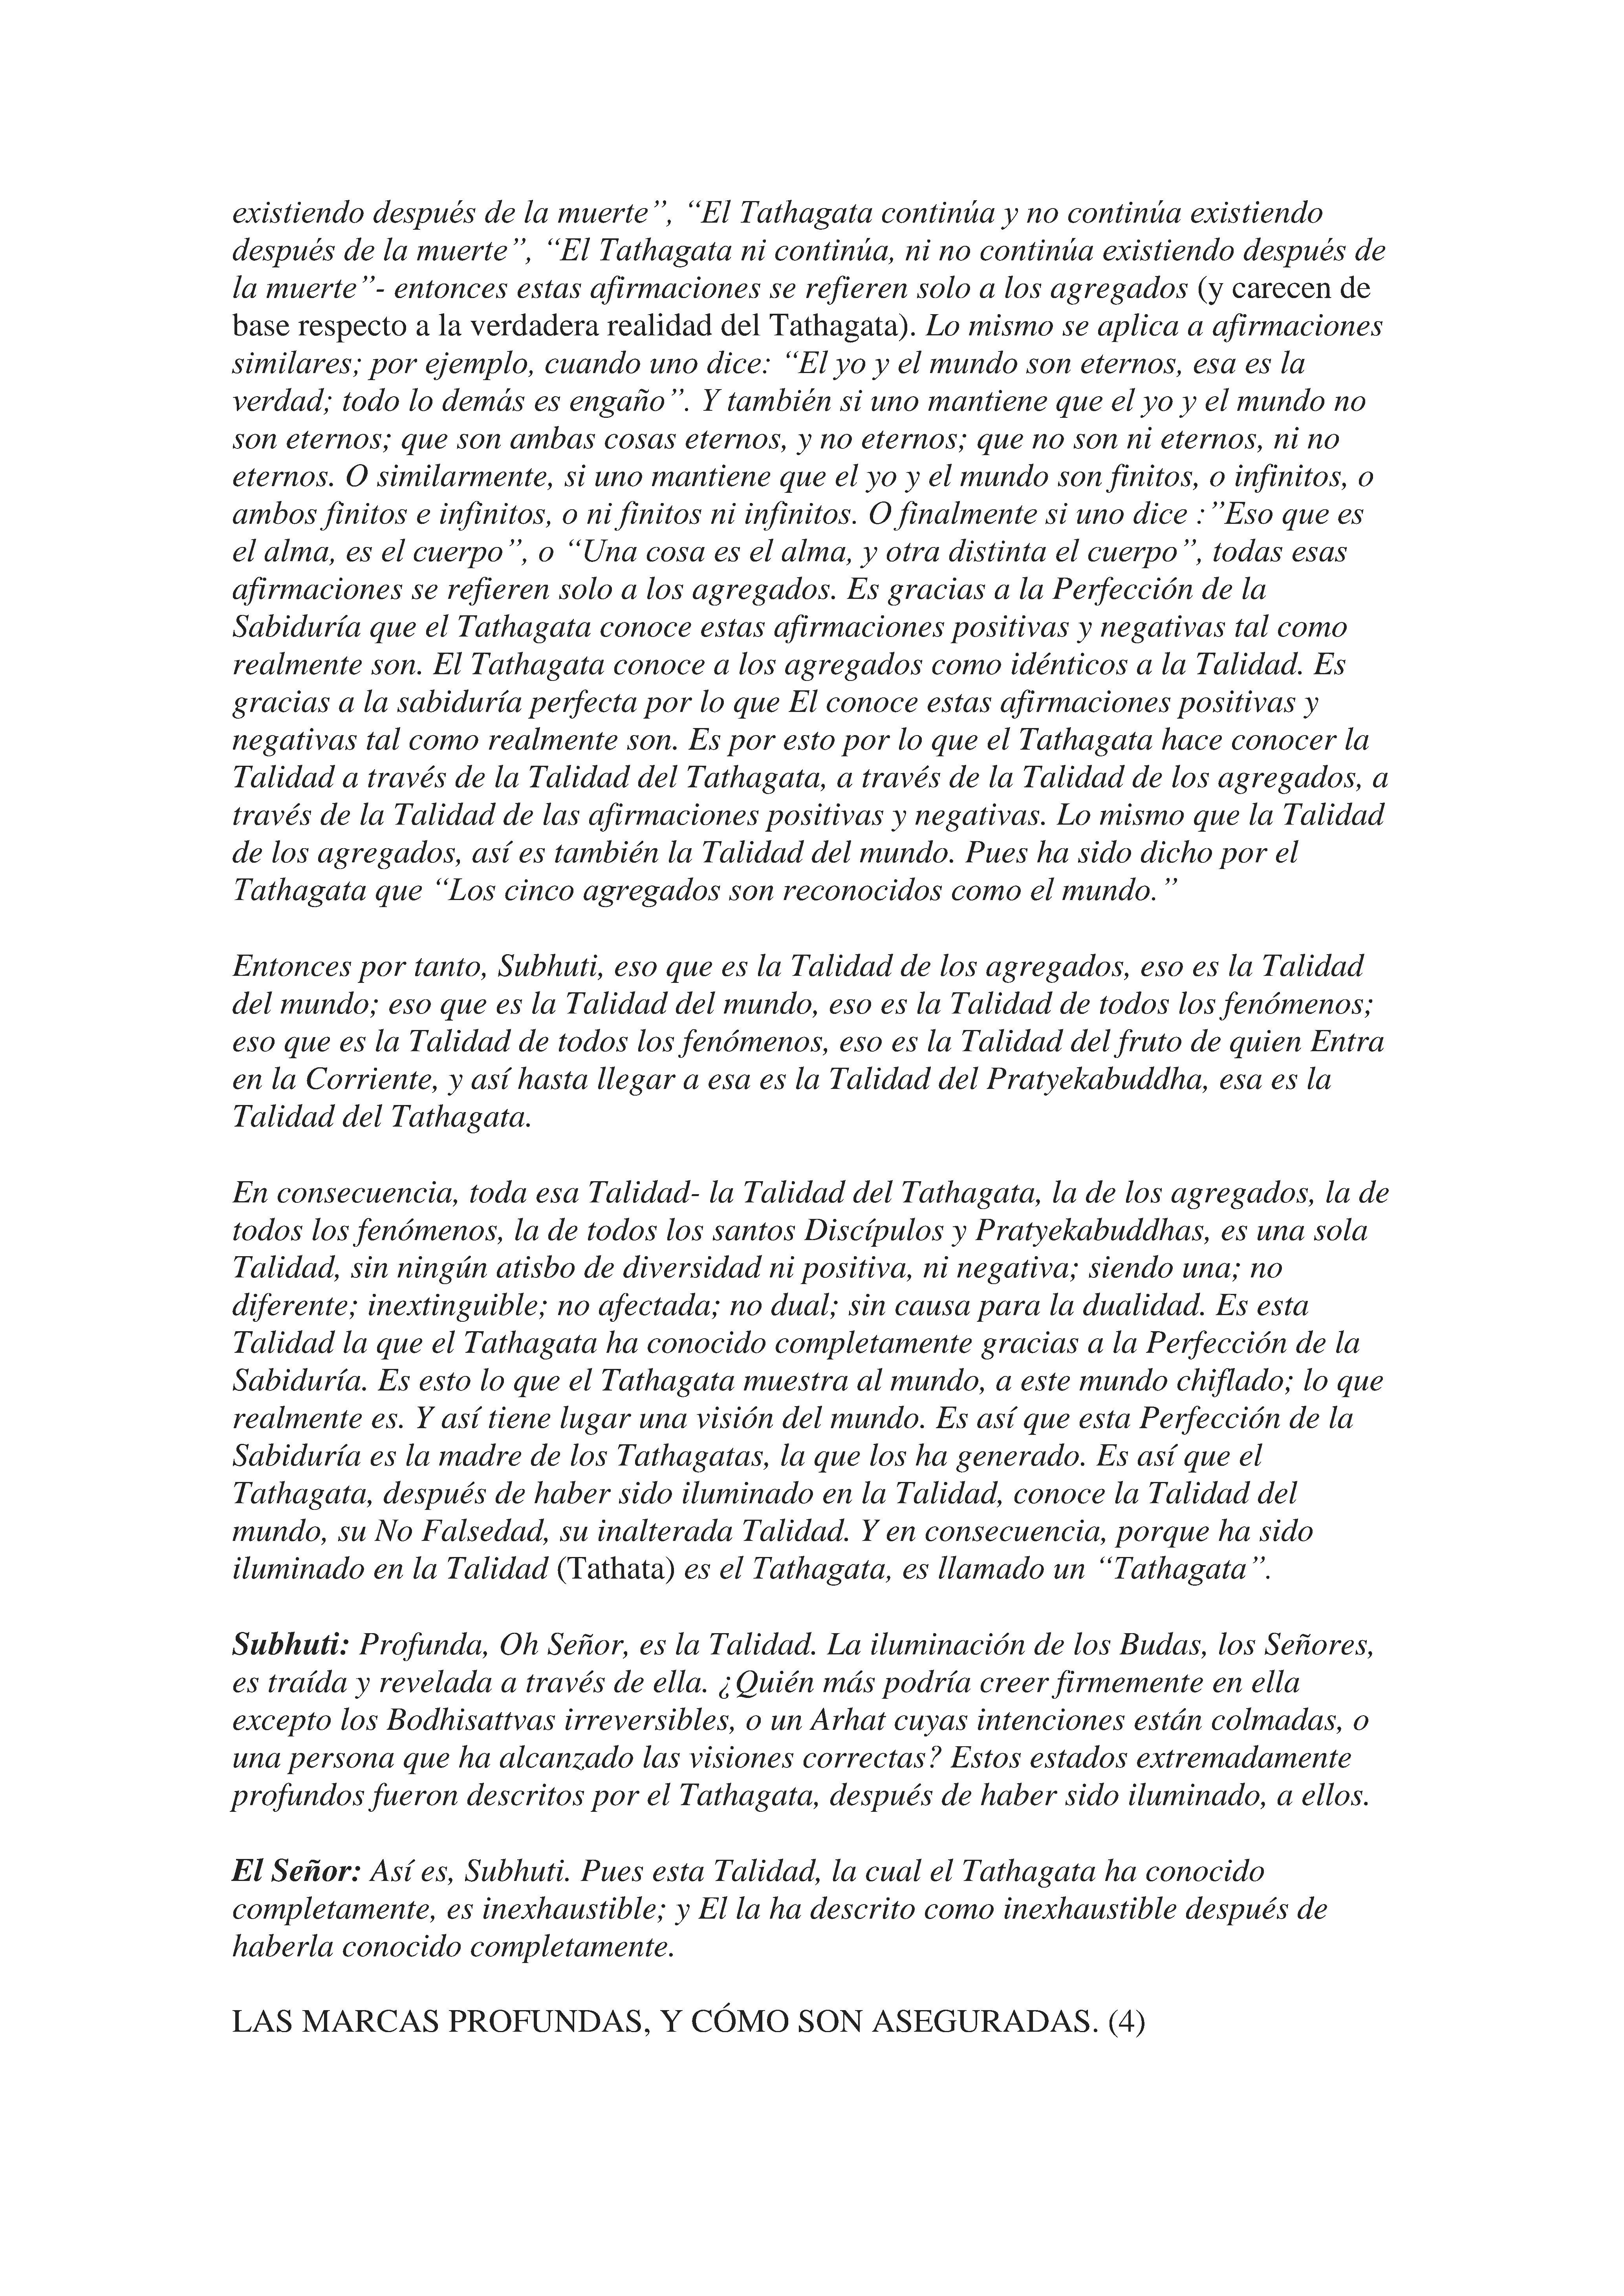 existiendo después de la muerte”, “El Tathagata continúa y no continúa existiendo
después de la muerte”, “El Tathagata ni continúa, ni no continúa existiendo después de
la muerte”- entonces estas afirmaciones se refieren solo a los agregados (y carecen de
base respecto a la verdadera realidad del Tathagata). Lo mismo se aplica a afirmaciones
similares; por ejemplo, cuando uno dice: “El yo y el mundo son eternos, esa es la
verdad; todo lo demás es engaño”. Y también si uno mantiene que el yo y el mundo no
son eternos; que son ambas cosas eternos, y no eternos; que no son ni eternos, ni no
eternos. O similarmente, si uno mantiene que el yo y el mundo son finitos, o infinitos, o
ambos finitos e infinitos, o ni finitos ni infinitos. O finalmente si uno dice :”Eso que es
el alma, es el cuerpo”, o “Una cosa es el alma, y otra distinta el cuerpo”, todas esas
afirmaciones se refieren solo a los agregados. Es gracias a la Perfección de la
Sabiduría que el Tathagata conoce estas afirmaciones positivas y negativas tal como
realmente son. El Tathagata conoce a los agregados como idénticos a la Talidad. Es
gracias a la sabiduría perfecta por lo que El conoce estas afirmaciones positivas y
negativas tal como realmente son. Es por esto por lo que el Tathagata hace conocer la
Talidad a través de la Talidad del Tathagata, a través de la Talidad de los agregados, a
través de la Talidad de las afirmaciones positivas y negativas. Lo mismo que la Talidad
de los agregados, así es también la Talidad del mundo. Pues ha sido dicho por el
Tathagata que “Los cinco agregados son reconocidos como el mundo.”
Entonces por tanto, Subhuti, eso que es la Talidad de los agregados, eso es la Talidad
del mundo; eso que es la Talidad del mundo, eso es la Talidad de todos los fenómenos;
eso que es la Talidad de todos los fenómenos, eso es la Talidad del fruto de quien Entra
en la Corriente, y así hasta llegar a esa es la Talidad del Pratyekabuddha, esa es la
Talidad del Tathagata.
En consecuencia, toda esa Talidad- la Talidad del Tathagata, la de los agregados, la de
todos los fenómenos, la de todos los santos Discípulos y Pratyekabuddhas, es una sola
Talidad, sin ningún atisbo de diversidad ni positiva, ni negativa; siendo una; no
diferente; inextinguible; no afectada; no dual; sin causa para la dualidad. Es esta
Talidad la que el Tathagata ha conocido completamente gracias a la Perfección de la
Sabiduría. Es esto lo que el Tathagata muestra al mundo, a este mundo chiflado; lo que
realmente es. Y así tiene lugar una visión del mundo. Es así que esta Perfección de la
Sabiduría es la madre de los Tathagatas, la que los ha generado. Es así que el
Tathagata, después de haber sido iluminado en la Talidad, conoce la Talidad del
mundo, su No Falsedad, su inalterada Talidad. Y en consecuencia, porque ha sido
iluminado en la Talidad (Tathata) es el Tathagata, es llamado un “Tathagata”.
Subhuti: Profunda, Oh Señor, es la Talidad. La iluminación de los Budas, los Señores,
es traída y revelada a través de ella. ¿Quién más podría creer firmemente en ella
excepto los Bodhisattvas irreversibles, o un Arhat cuyas intenciones están colmadas, o
una persona que ha alcanzado las visiones correctas? Estos estados extremadamente
profundos fueron descritos por el Tathagata, después de haber sido iluminado, a ellos.
El Señor: Así es, Subhuti. Pues esta Talidad, la cual el Tathagata ha conocido
completamente, es inexhaustible; y El la ha descrito como inexhaustible después de
haberla conocido completamente.
LAS MARCAS PROFUNDAS, Y CÓMO SON ASEGURADAS. (4)